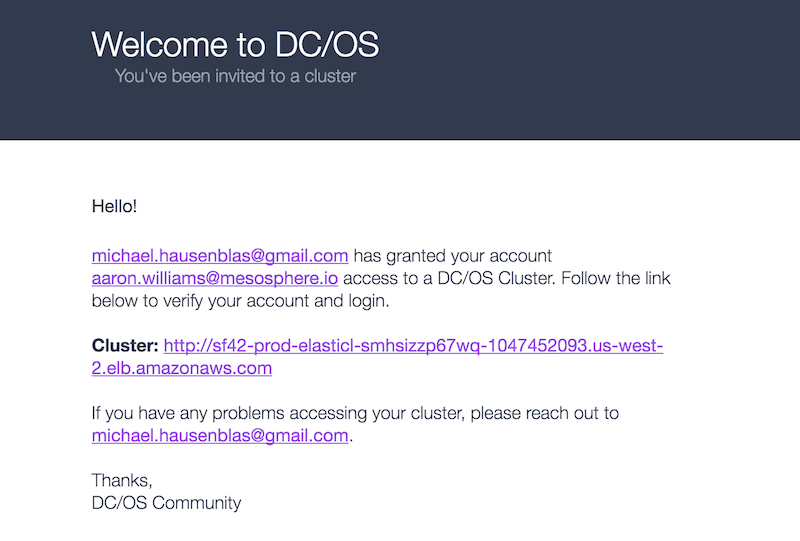 Welcome to DC/OS
You've been invited to a cluster
Hello!
michael.hausenblas@gmail.com has granted your account
aaron.williams@mesosphere.io access to a DC/OS Cluster. Follow the link
below to verify your account and login.
Cluster: http://sf42-prod-elasticl-smhsizzp67wq-1047452093.us-west-
2.elb.amazonaws.com
If you have any problems accessing your cluster, please reach out to
michael.hausenblas@gmail.com.
Thanks,
DC/OS Community